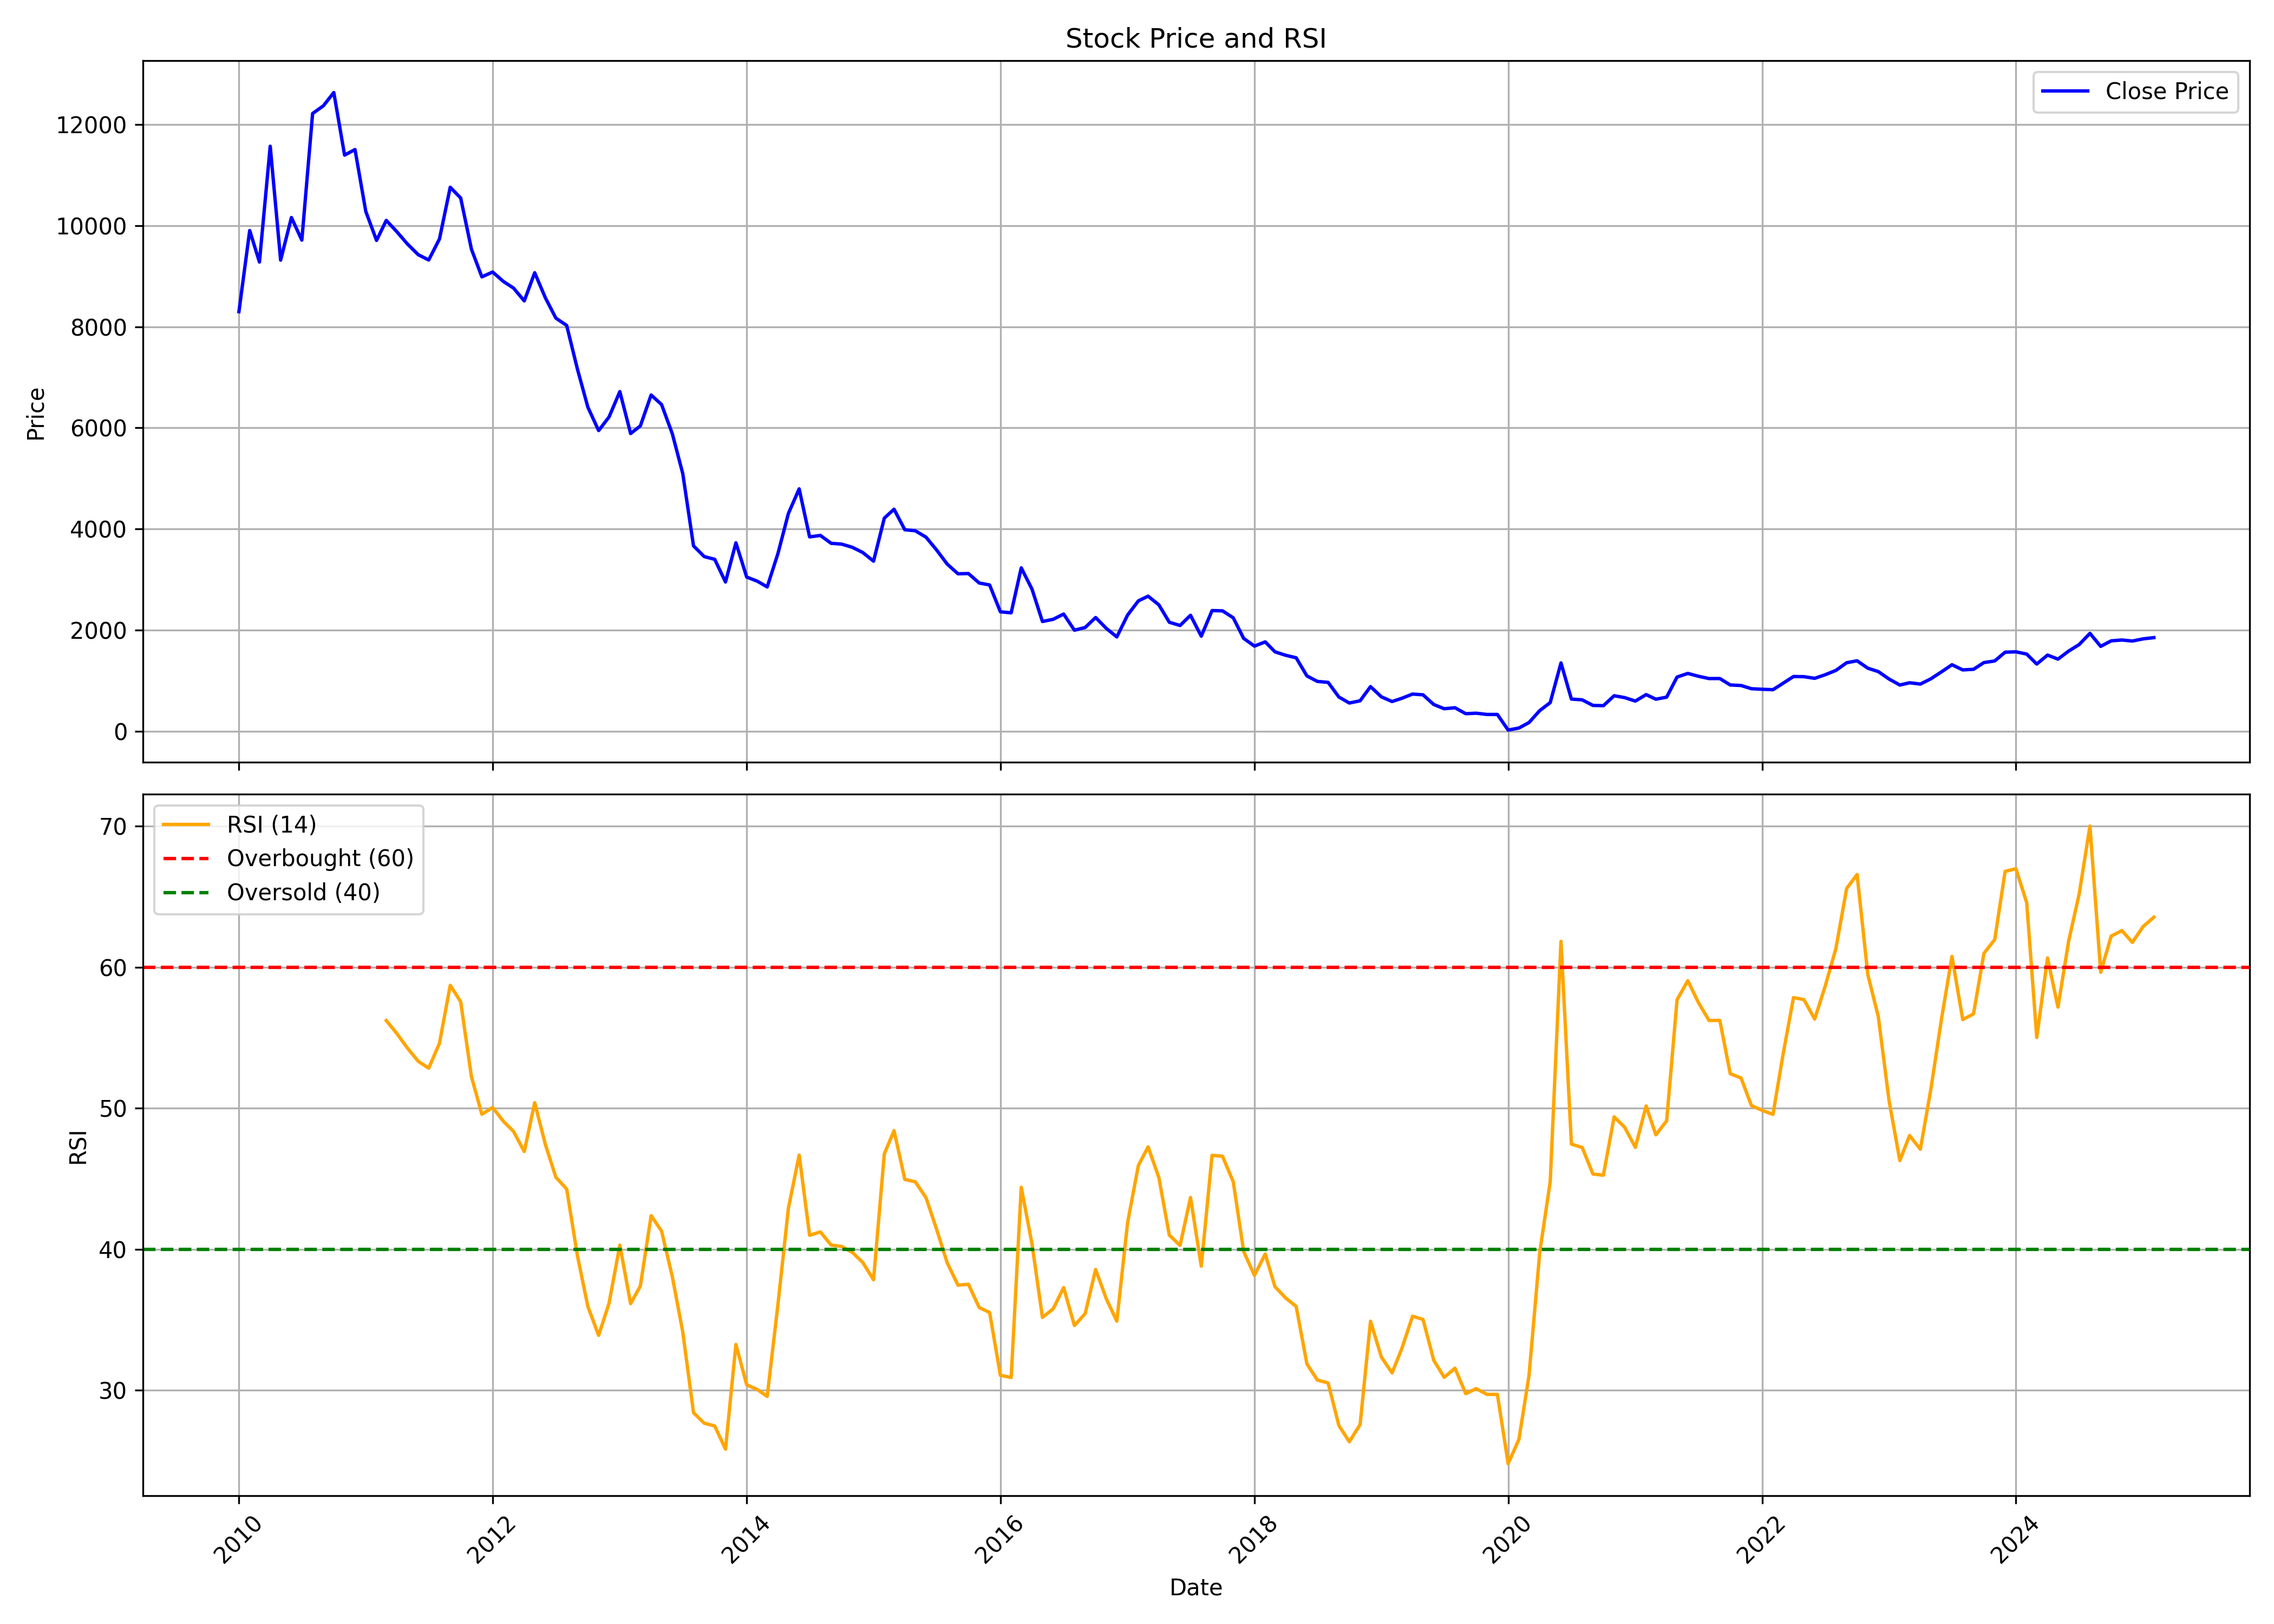 Stock Price and RSI
Close Price
12000
10000
8000
6000
4000
2000
0
Price
RSI (14)
Overbought (60)
Oversold (40)
70
60
50
40
30
RSI
2010
2012
2014
2016
2018
2020
2022
2024
Date